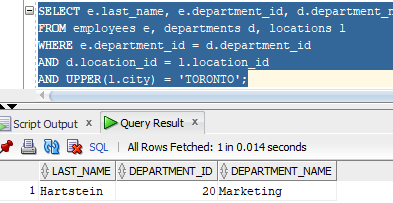 SELECT e.last_name, e.department_id, d.department_n
FROM employees e, departments d, locations l
WHERE e.department_id = d.department_id
AND d.location_id = l.location_id
AND UPPER(l.city) = 'TORONTO';
Script Output x Query Result x
SQL | All Rows Fetched: 1 in 0.014 seconds
LAST_NAME DEPARTMENT_ID DEPARTMENT_NAME
1 Hartstein 20 Marketing